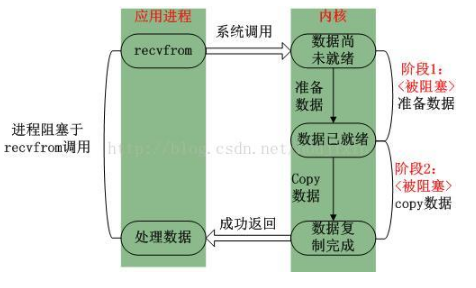 应用进程
内核
recvfrom
系统调用
数据尚
未就绪
阶段1：
<被阻塞>
准备数据
准备
数据
进程阻塞于
recvfrom调用
数据已就绪
http://blog.csdn.net/
阶段2：
<被阻塞>
copy数据
Copy
数据
处理数据
成功返回
数据复
制完成